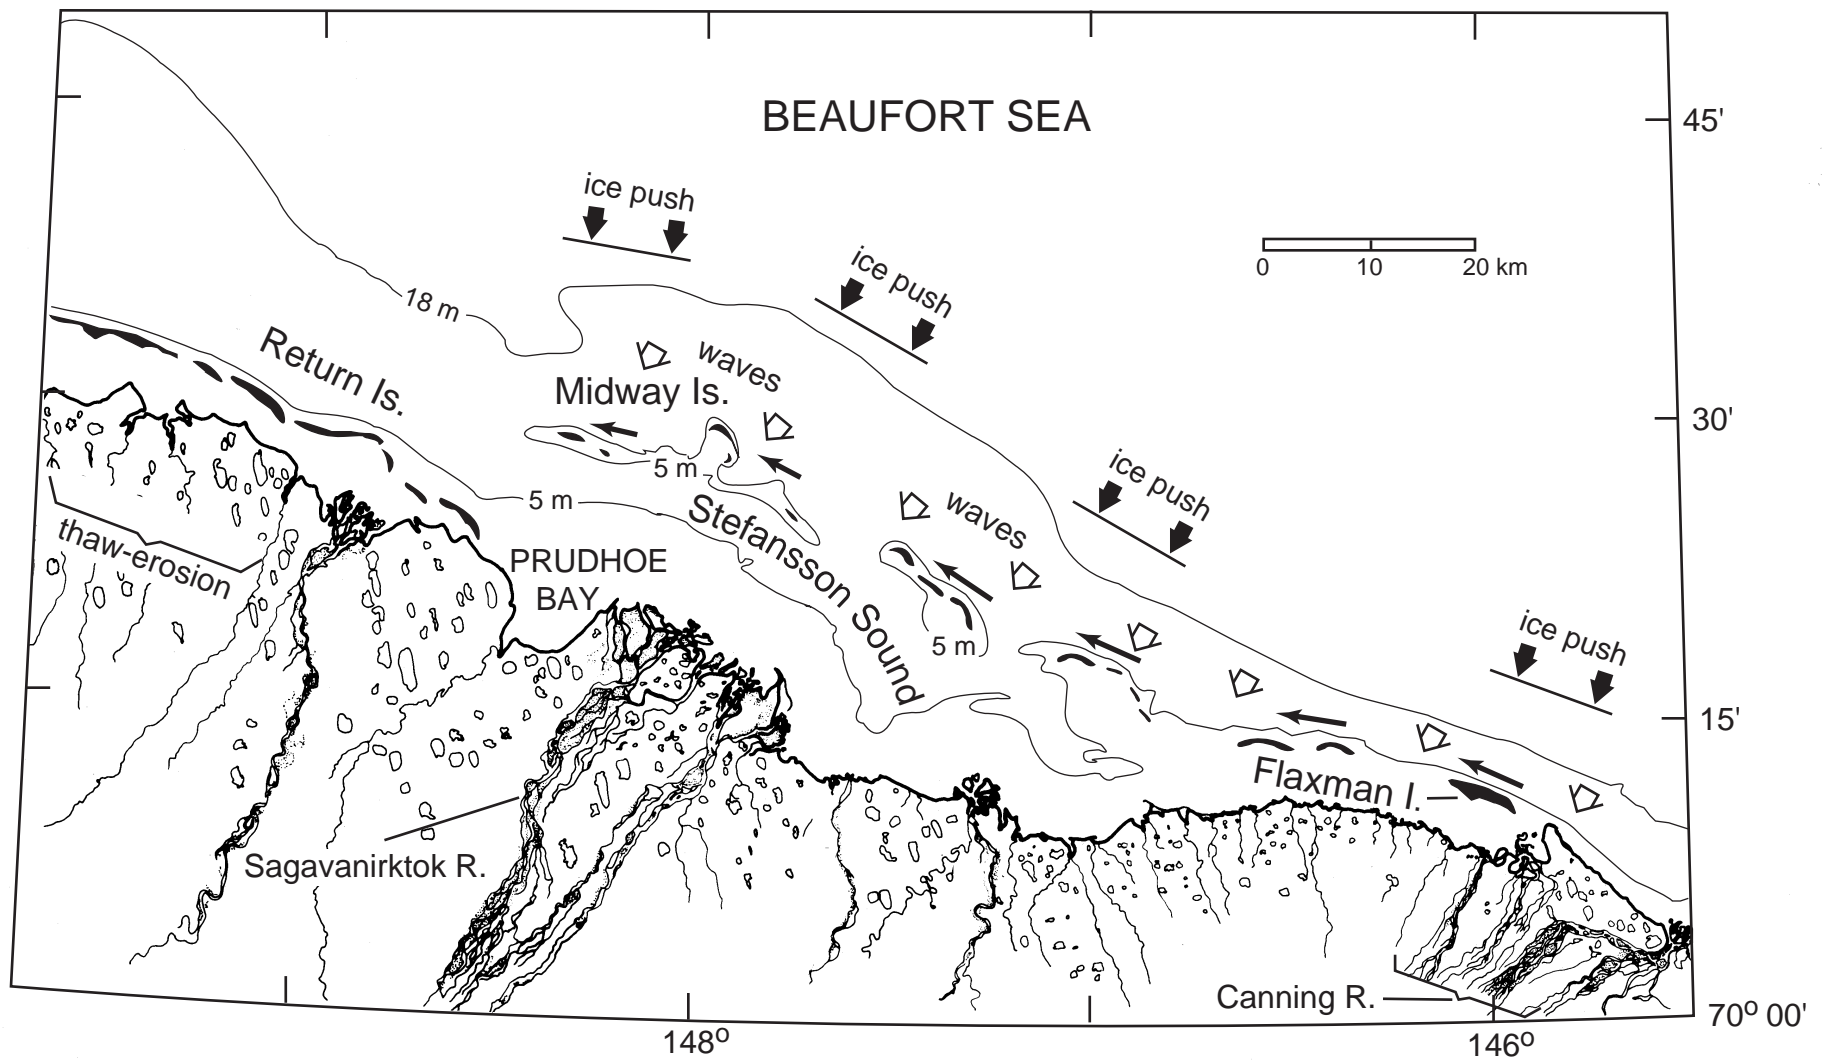 BEAUFORT SEA
45'
ice push
ice push
0 10 20 km
18 m
Return Is.
waves
Midway Is.
30'
5 m
5 m
ice push
Stefansson Sound
waves
thaw-erosion
PRUDHOE
BAY
5 m
ice push
15'
Flaxman I.
Sagavanirktok R.
Canning R.
70º 00'
148º
146º